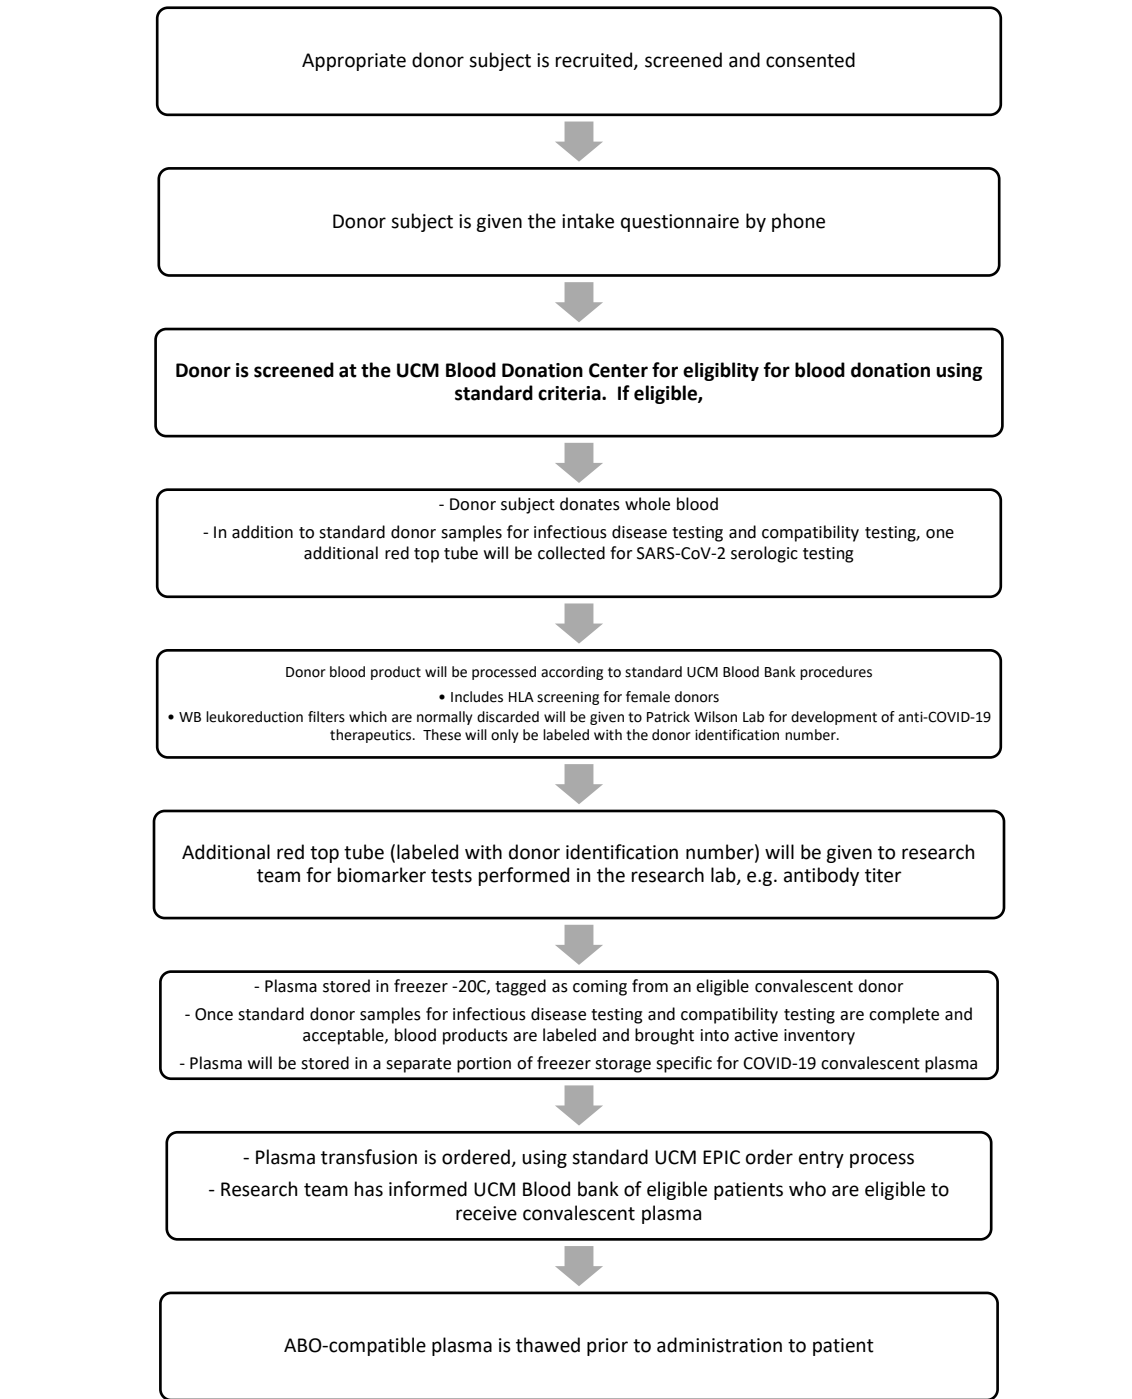 Appropriate donor subject is recruited, screened and consented
Donor subject is given the intake questionnaire by phone
Donor is screened at the UCM Blood Donation Center for eligiblity for blood donation using
standard criteria.  If eligible,
- Donor subject donates whole blood
- In addition to standard donor samples for infectious disease testing and compatibility testing, one
additional red top tube will be collected for SARS-CoV-2 serologic testing
Donor blood product will be processed according to standard UCM Blood Bank procedures
• Includes HLA screening for female donors
• WB leukoreduction filters which are normally discarded will be given to Patrick Wilson Lab for development of anti-COVID-19
therapeutics.  These will only be labeled with the donor identification number.
Additional red top tube (labeled with donor identification number) will be given to research
team for biomarker tests performed in the research lab, e.g. antibody titer
- Plasma stored in freezer -20C, tagged as coming from an eligible convalescent donor
- Once standard donor samples for infectious disease testing and compatibility testing are complete and
acceptable, blood products are labeled and brought into active inventory
- Plasma will be stored in a separate portion of freezer storage specific for COVID-19 convalescent plasma
- Plasma transfusion is ordered, using standard UCM EPIC order entry process
- Research team has informed UCM Blood bank of eligible patients who are eligible to
receive convalescent plasma
ABO-compatible plasma is thawed prior to administration to patient